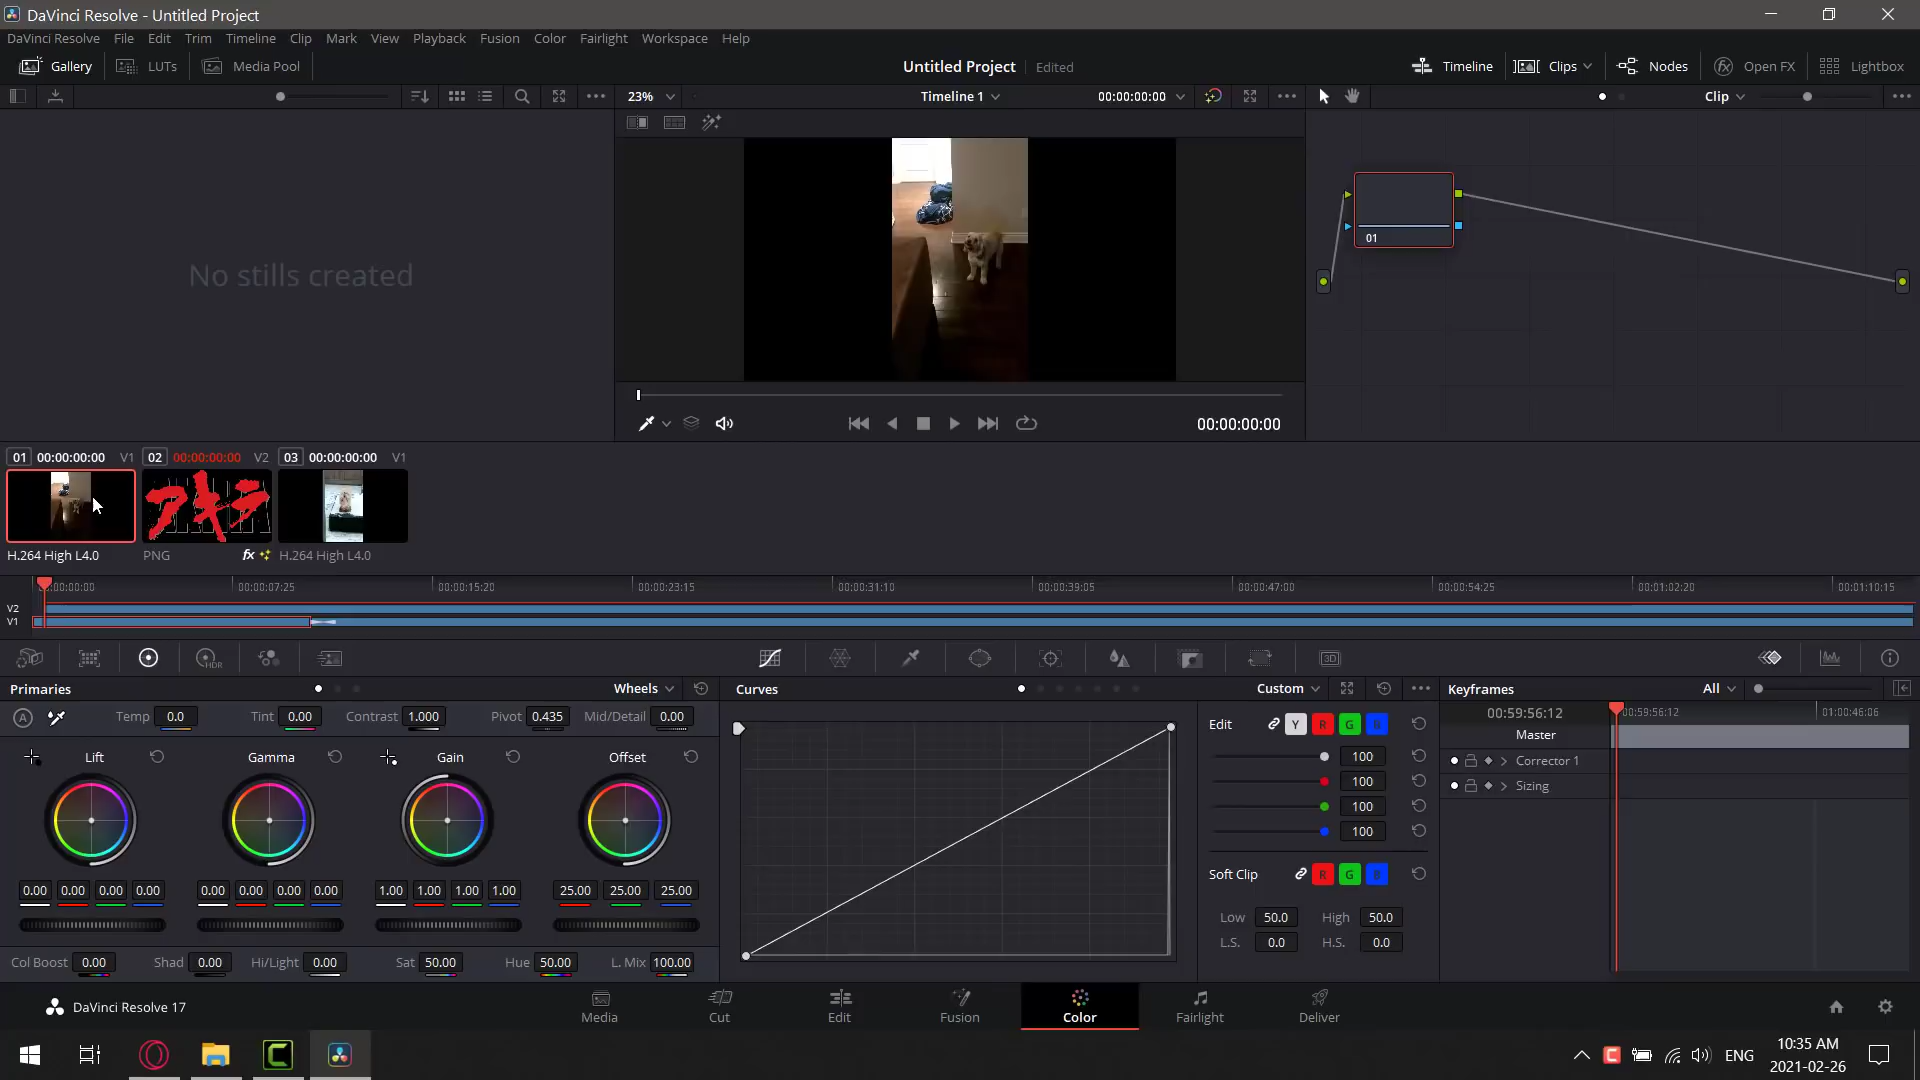 DaVinci Resolve - Untitled Project
DaVinci Resolve File Edit Trim Timeline Clip Mark View Playback Fusion Color Fairlight Workspace Help
Gallery LUTs Media Pool Untitled Project Edited Timeline Clips Nodes Open FX Lightbox
23% Timeline 1 00:00:00:00 Clip
No stills created
01
00:00:00:00
01 00:00:00:00 V1 02 00:00:00:00 V2 03 00:00:00:00 V1
アキラ
H.264 High L4.0 PNG fx H.264 High L4.0
:00:00:00 00:00:07:25 00:00:15:20 00:00:23:15 00:00:31:10 00:00:39:05 00:00:47:00 00:00:54:25 00:01:02:20 00:01:10:15
V2
V1
HDR 3D
Primaries Wheels Curves Custom Keyframes All
A Temp 0.0 Tint 0.00 Contrast 1.000 Pivot 0.435 Mid/Detail 0.00
Edit Y R G B
00:59:56:12 00:59:56:12 01:00:46:06
Master
Lift Gamma Gain Offset
100
Corrector 1
100
Sizing
100
100
Soft Clip R G B
0.00 0.00 0.00 0.00 0.00 0.00 0.00 0.00 1.00 1.00 1.00 1.00 25.00 25.00 25.00
Low 50.0 High 50.0
L.S. 0.0 H.S. 0.0
Col Boost 0.00 Shad 0.00 Hi/Light 0.00 Sat 50.00 Hue 50.00 L. Mix 100.00
DaVinci Resolve 17
Media Cut Edit Fusion Color Fairlight Deliver
ENG
10:35 AM
2021-02-26